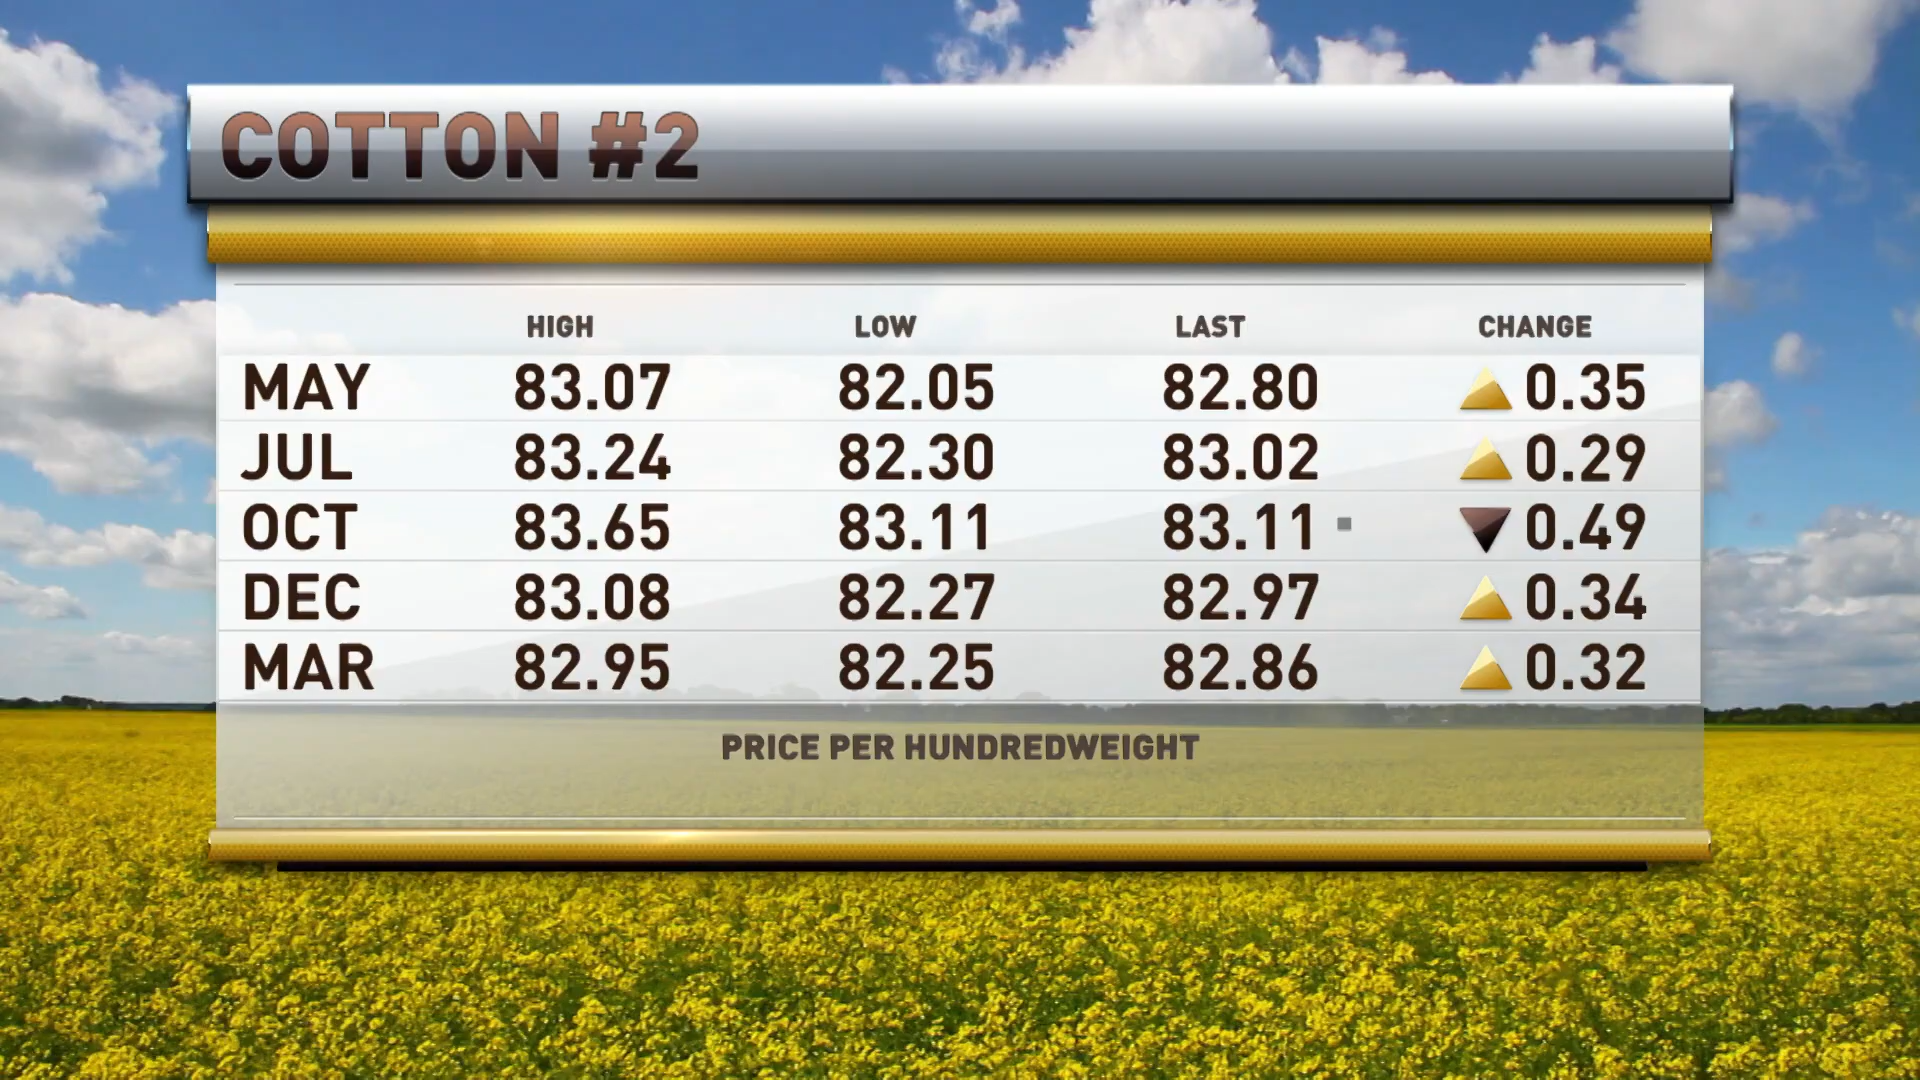 COTTON #2
HIGH LOW LAST CHANGE
MAY 83.07 82.05 82.80 0.35
JUL 83.24 82.30 83.02 0.29
OCT 83.65 83.11 83.11 0.49
DEC 83.08 82.27 82.97 0.34
MAR 82.95 82.25 82.86 0.32
PRICE PER HUNDREDWEIGHT